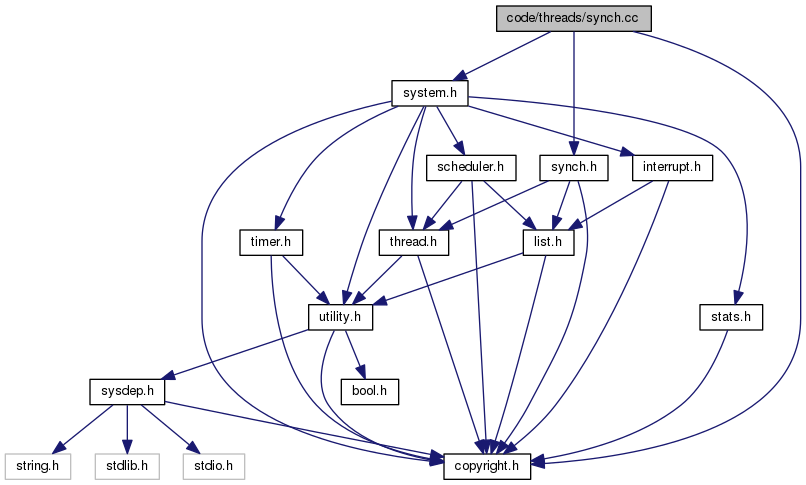 code/threads/synch.cc
system.h
scheduler.h
synch.h
interrupt.h
timer.h
thread.h
list.h
utility.h
stats.h
sysdep.h
bool.h
string.h
stdlib.h
stdio.h
copyright.h